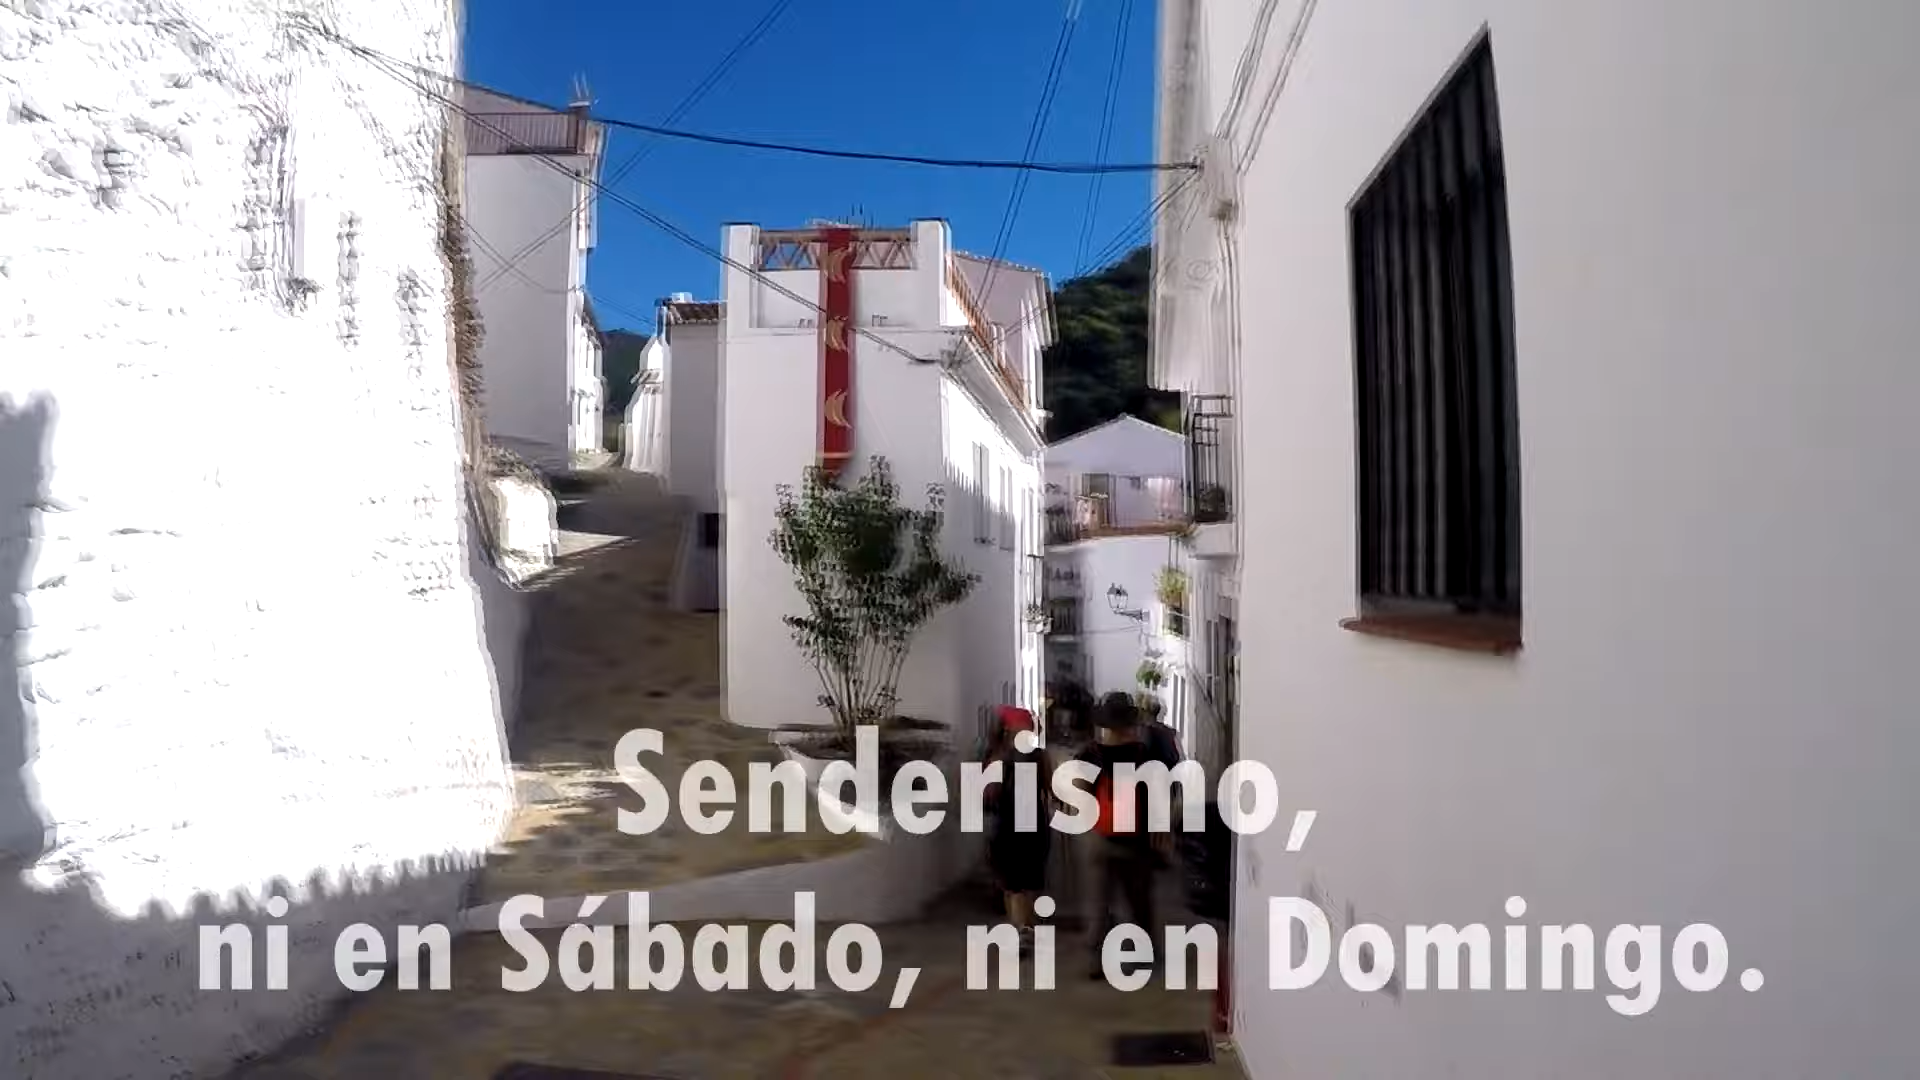 Senderismo,
ni en Sábado, ni en Domingo.